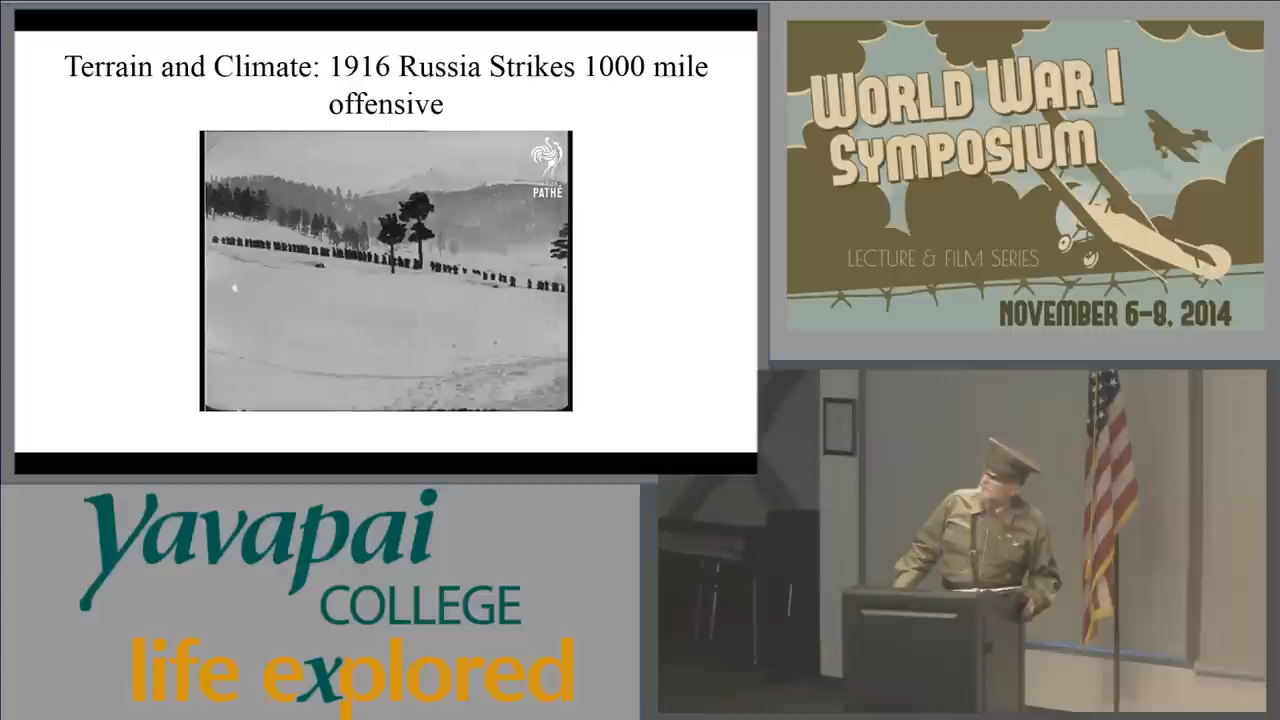 Terrain and Climate: 1916 Russia Strikes 1000 mile
offensive
PATHÉ
WORLD WAR I
SYMPOSIUM
LECTURE & FILM SERIES
NOVEMBER 6-8, 2014
Yavapai
COLLEGE
life explored